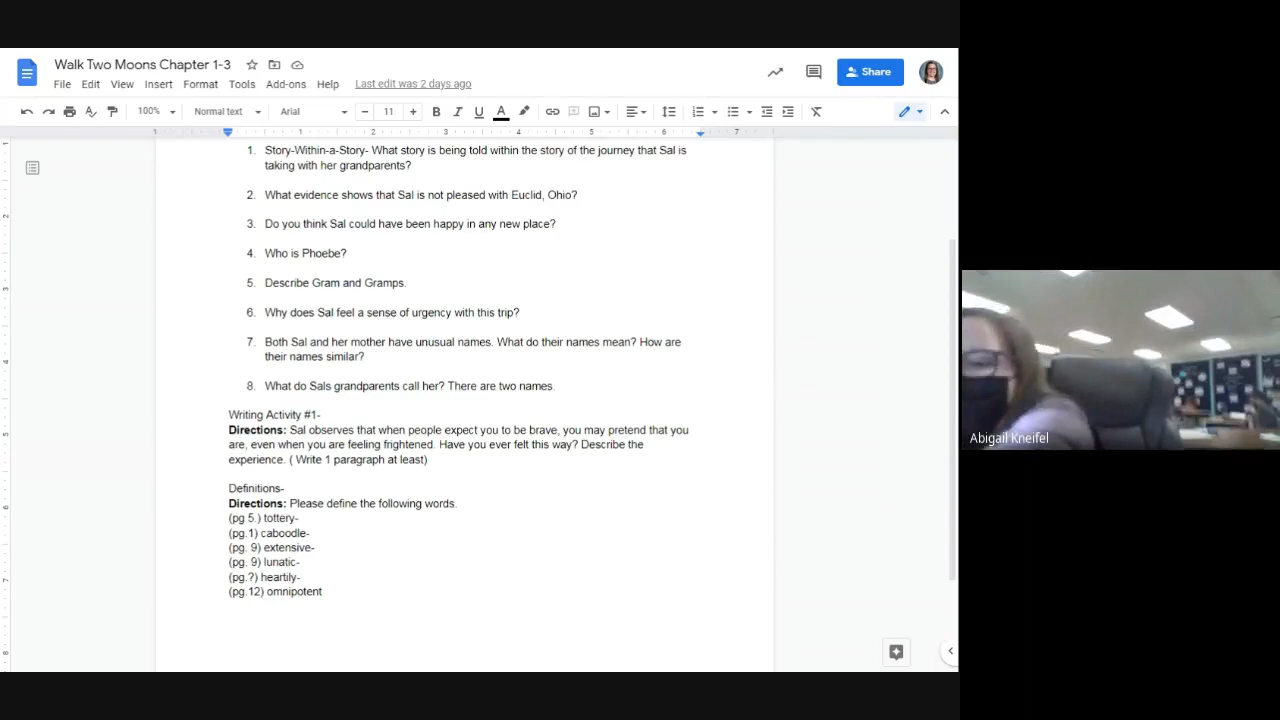 Walk Two Moons Chapter 1-3
File Edit View Insert Format Tools Add-ons Help Last edit was 2 days ago
Share
100% Normal text Arial 11 B I U A
1 1 2 3 4 5 6 7
1. Story-Within-a-Story- What story is being told within the story of the journey that Sal is
taking with her grandparents?
2. What evidence shows that Sal is not pleased with Euclid, Ohio?
3. Do you think Sal could have been happy in any new place?
4. Who is Phoebe?
5. Describe Gram and Gramps.
6. Why does Sal feel a sense of urgency with this trip?
7. Both Sal and her mother have unusual names. What do their names mean? How are
their names similar?
8. What do Sals grandparents call her? There are two names.
Writing Activity #1-
Directions: Sal observes that when people expect you to be brave, you may pretend that you
are, even when you are feeling frightened. Have you ever felt this way? Describe the
experience. ( Write 1 paragraph at least)
Definitions-
Directions: Please define the following words.
(pg 5.) tottery-
(pg.1) caboodle-
(pg. 9) extensive-
(pg. 9) lunatic-
(pg.?) heartily-
(pg.12) omnipotent
Abigail Kneifel